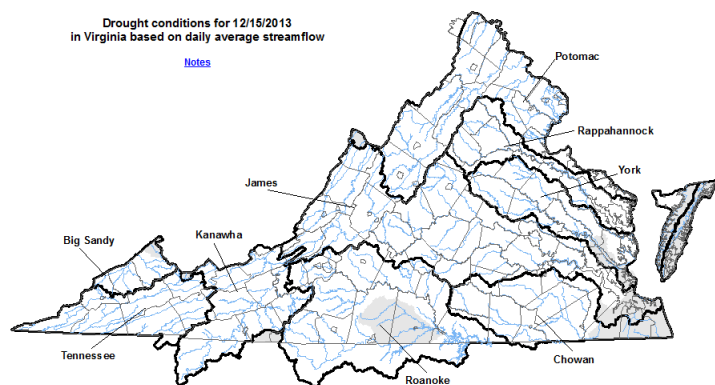 Drought conditions for 12/15/2013
in Virginia based on daily average streamflow
Notes
Potomac
Rappahannock
York
James
Kanawha
Big Sandy
Tennessee
Roanoke
Chowan